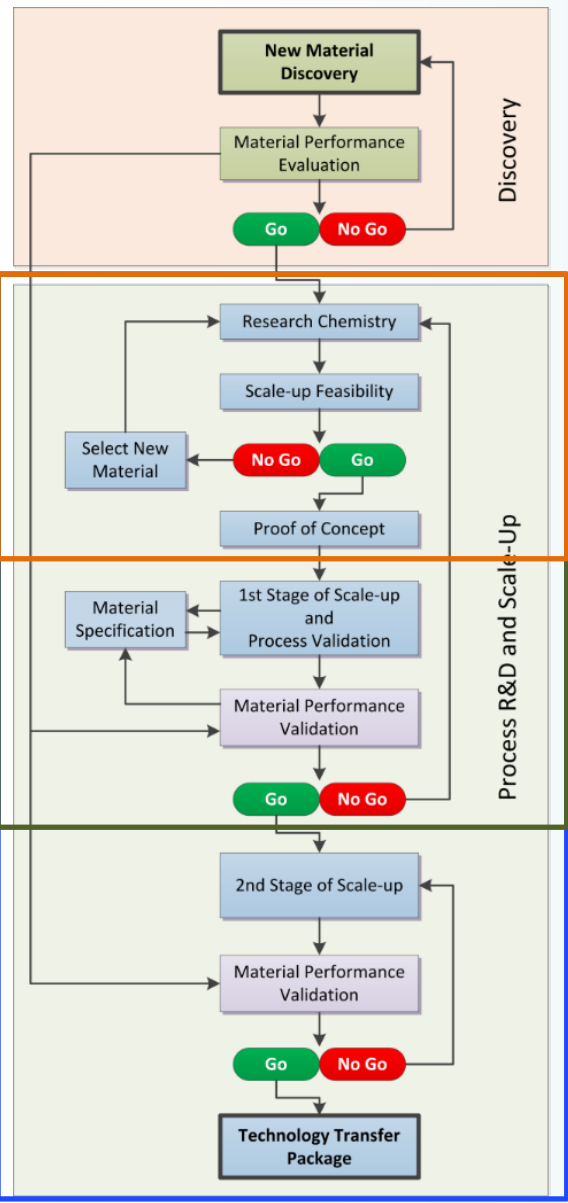 New Material
Discovery
Material Performance
Evaluation
Go
No Go
Discovery
Research Chemistry
Scale-up Feasibility
Select New
Material
No Go
Go
Proof of Concept
Process R&D and Scale-Up
Material
Specification
1st Stage of Scale-up
and
Process Validation
Material Performance
Validation
Go
No Go
2nd Stage of Scale-up
Material Performance
Validation
Go
No Go
Technology Transfer
Package